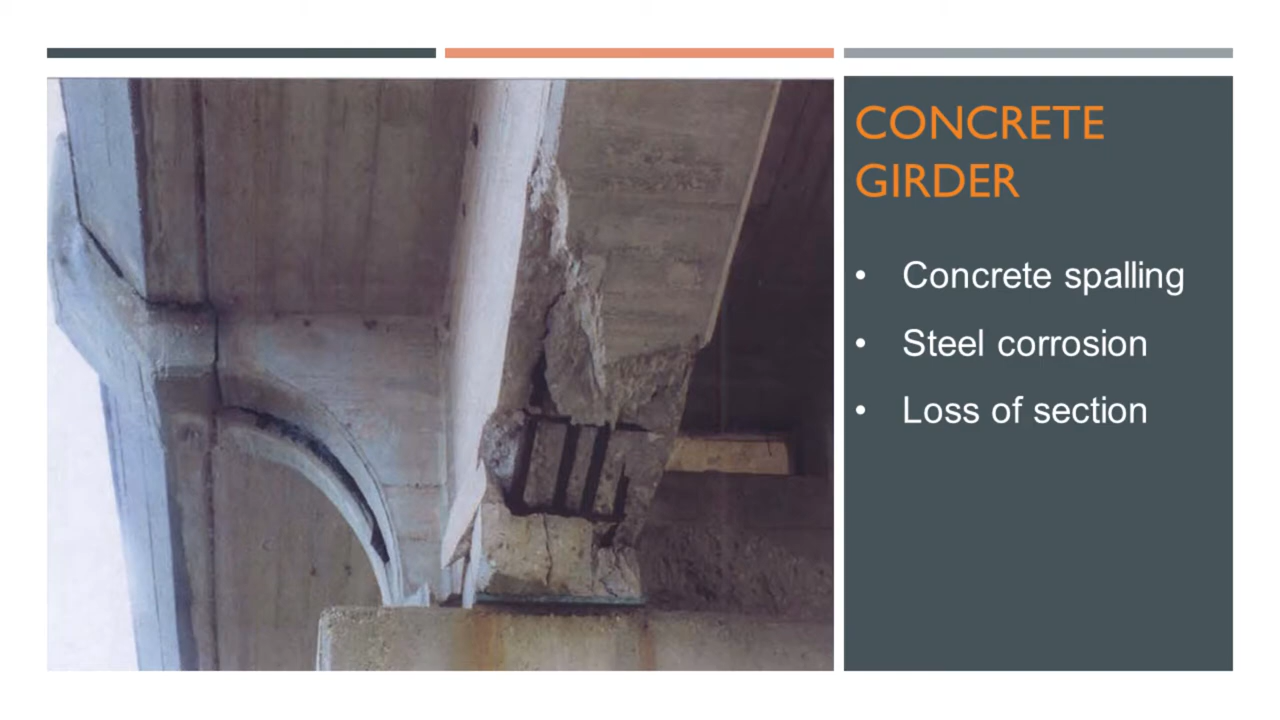 CONCRETE
GIRDER
• Concrete spalling
• Steel corrosion
• Loss of section